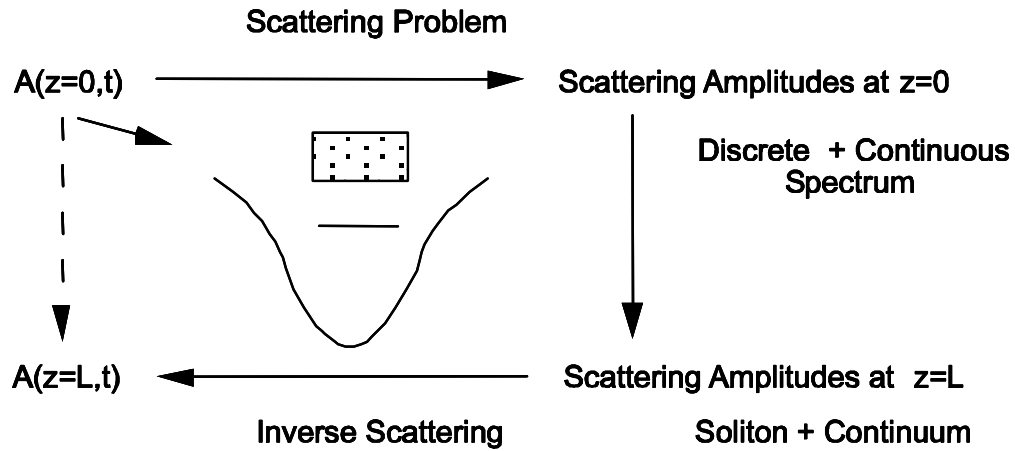 Scattering Problem
A(z=0,t)
Scattering Amplitudes at z=0
Discrete + Continuous
Spectrum
A(z=L,t)
Scattering Amplitudes at z=L
Inverse Scattering
Soliton + Continuum